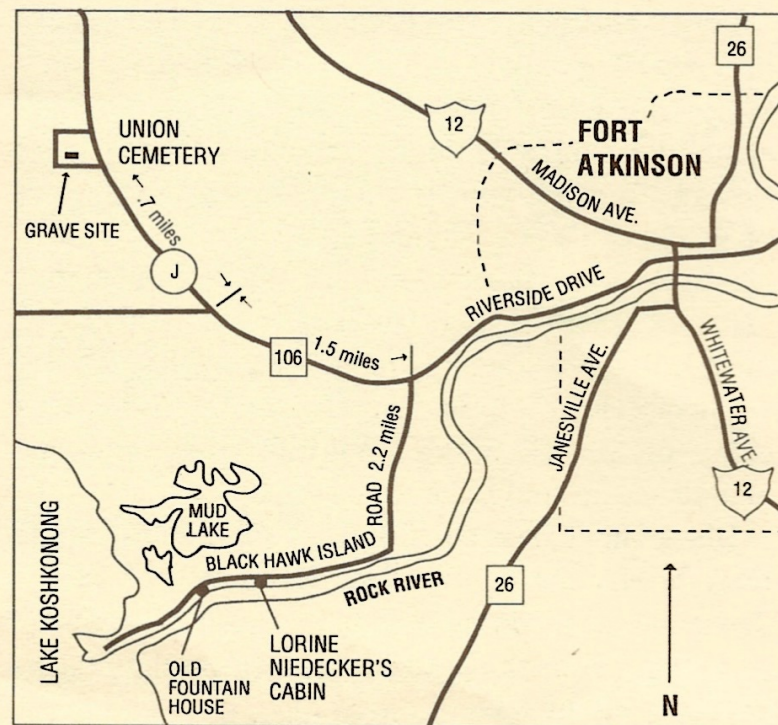 26
12
FORT
ATKINSON
UNION
CEMETERY
MADISON AVE.
GRAVE SITE
.7 miles
J
RIVERSIDE DRIVE
106
1.5 miles
WHITEWATER AVE.
JANESVILLE AVE.
ROAD 2.2 miles
12
MUD
LAKE
BLACK HAWK ISLAND
ROCK RIVER
26
LAKE KOSHKONONG
OLD
FOUNTAIN
HOUSE
LORINE
NIEDECKER'S
CABIN
N